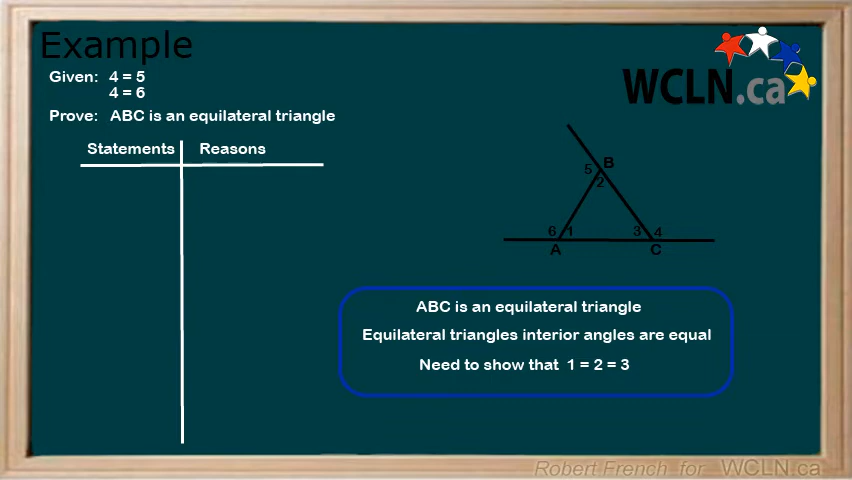 Example
WCLN.ca
Given: 4 = 5
4 = 6
Prove: ABC is an equilateral triangle
Statements Reasons
5 B
2
6 1 3 4
A C
ABC is an equilateral triangle
Equilateral triangles interior angles are equal
Need to show that 1 = 2 = 3
Robert French for WCLN.ca